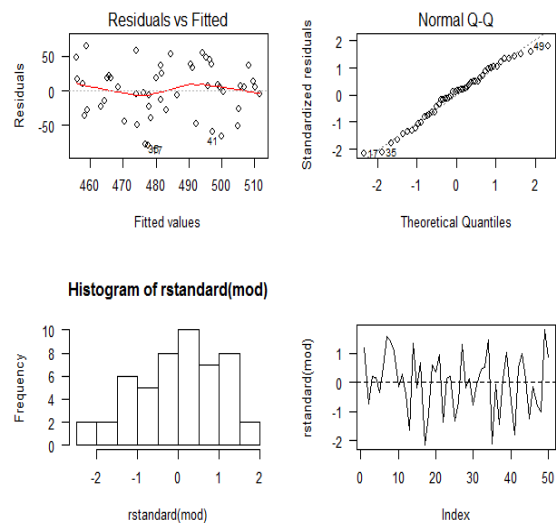 Residuals vs Fitted
Residuals
50
0
-50
35
17
41
460 470 480 490 500 510
Fitted values
Normal Q-Q
Standardized residuals
2
1
0
-1
-2
49
17
35
-2 -1 0 1 2
Theoretical Quantiles
Histogram of rstandard(mod)
Frequency
10
8
6
4
2
0
-2 -1 0 1 2
rstandard(mod)
rstandard(mod)
1
0
-1
-2
0 10 20 30 40 50
Index